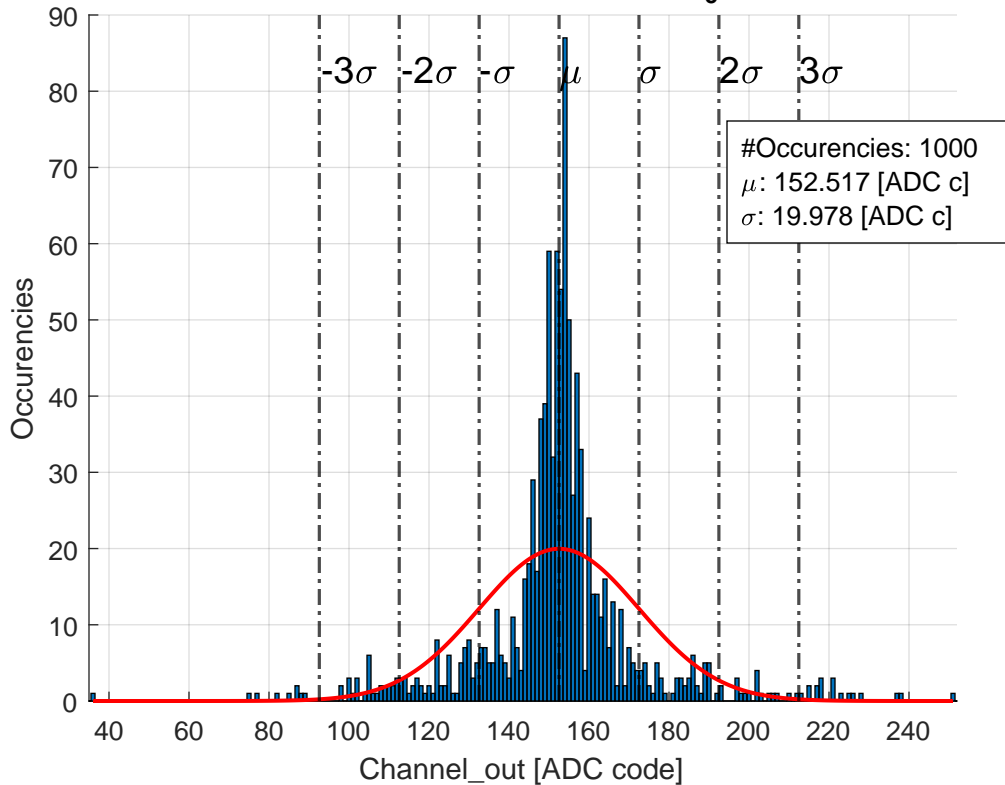 90
80
70
60
50
40
30
20
10
0
Occurencies
-3σ -2σ -σ μ σ 2σ 3σ
#Occurencies: 1000
μ: 152.517 [ADC c]
σ: 19.978 [ADC c]
40 60 80 100 120 140 160 180 200 220 240
Channel_out [ADC code]